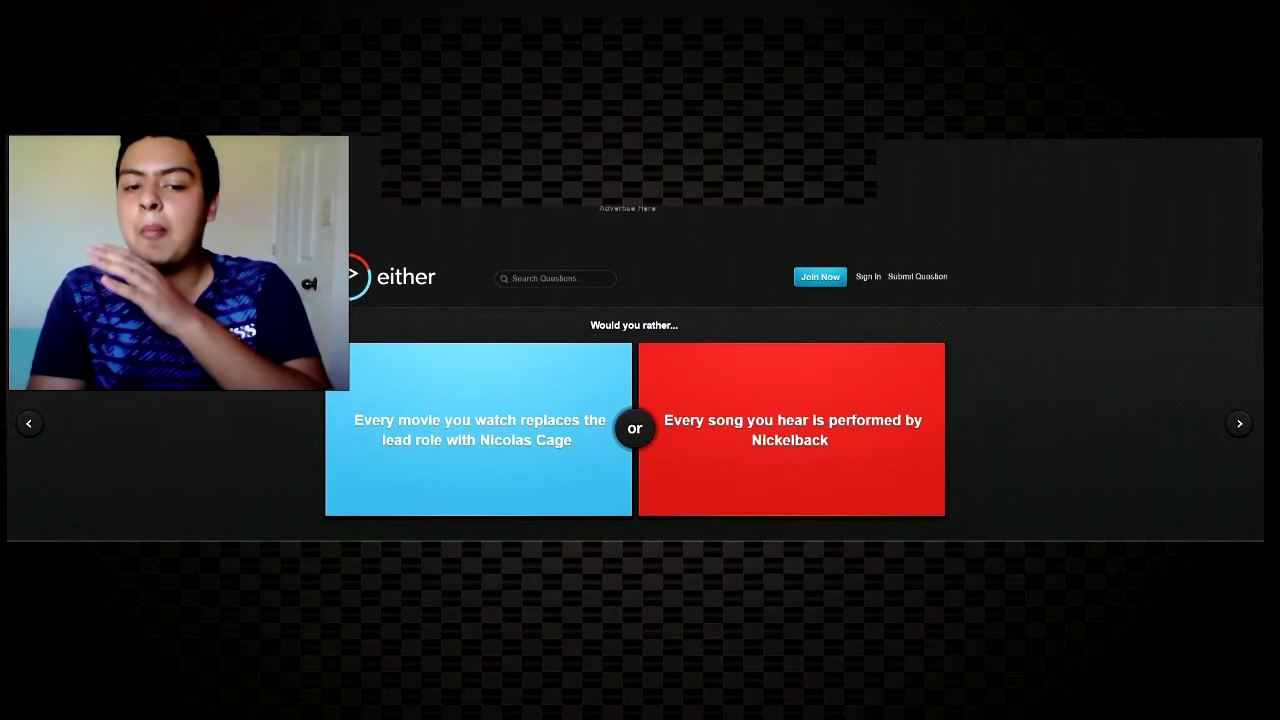 Advertise Here
either
Search Questions...
Join Now
Sign In
Submit Question
Would you rather...
Every movie you watch replaces the
lead role with Nicolas Cage
or
Every song you hear is performed by
Nickelback